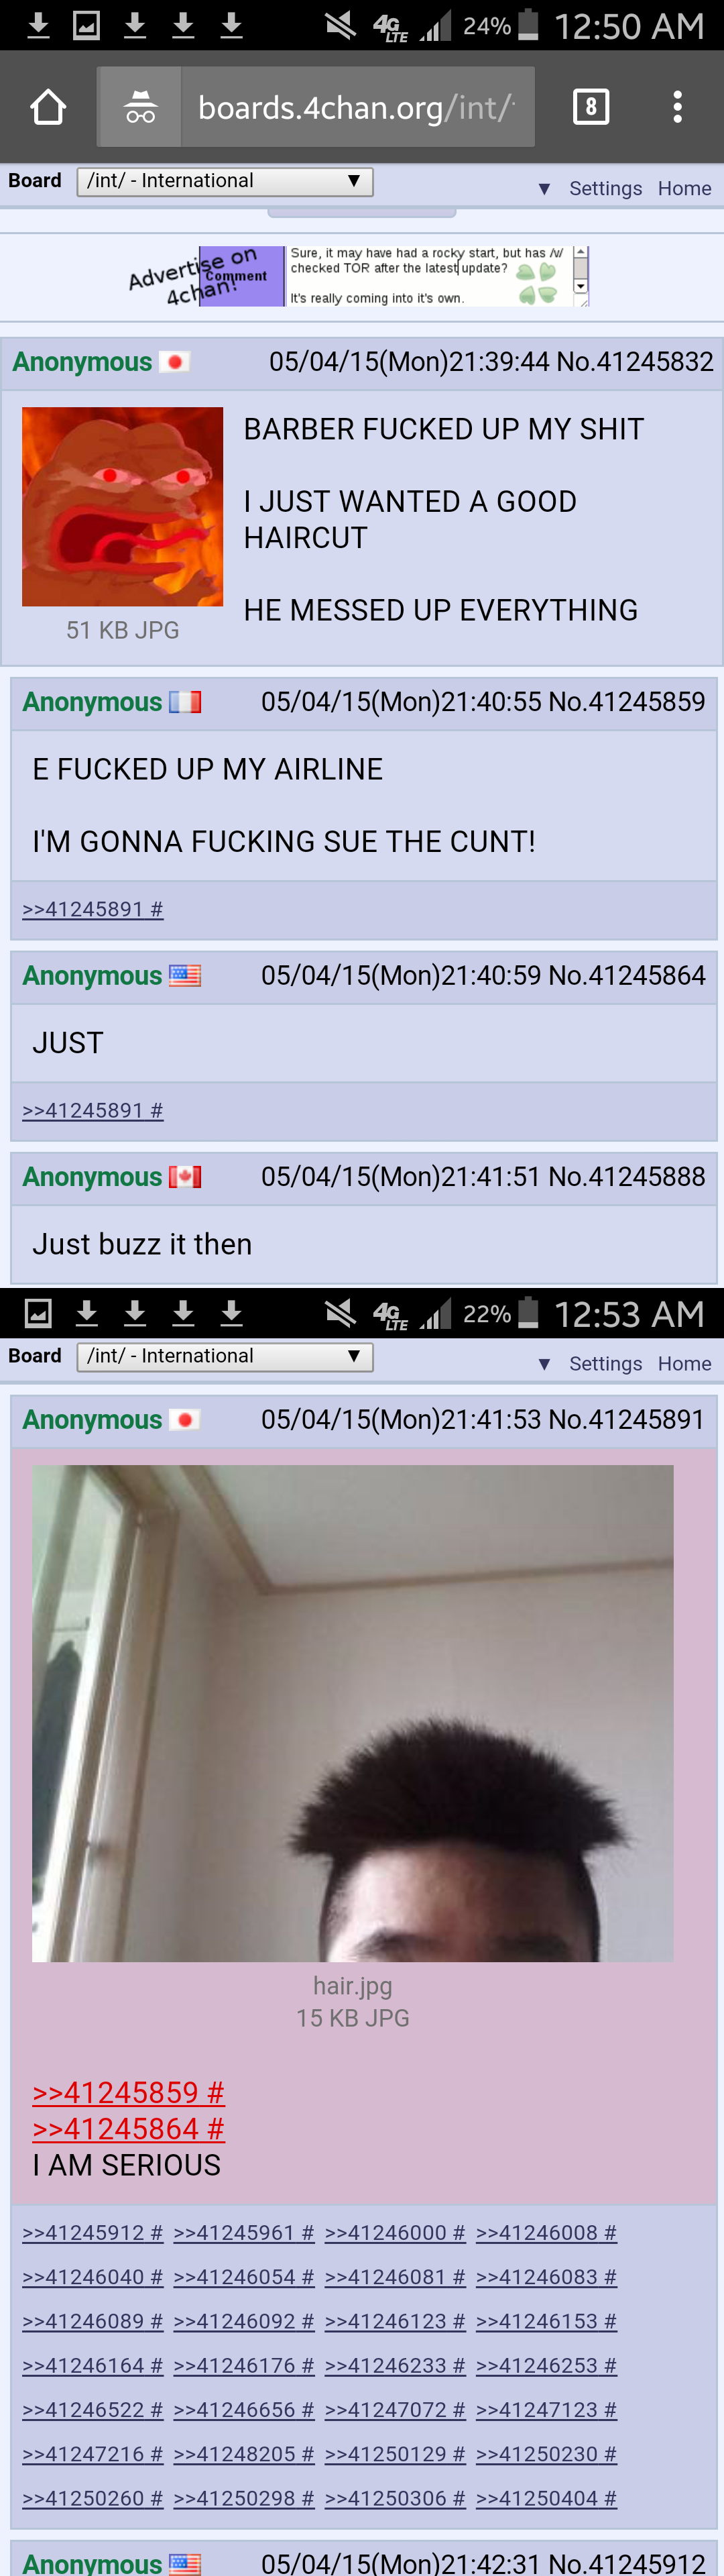 24% 12:50 AM
boards.4chan.org/int/
8
Board /int/ - International ▼ ▼ Settings Home
Advertise on
4chan!
Comment
Sure, it may have had a rocky start, but has /v/
checked TOR after the latest update?
It's really coming into it's own.
Anonymous 05/04/15(Mon)21:39:44 No.41245832
BARBER FUCKED UP MY SHIT
I JUST WANTED A GOOD
HAIRCUT
HE MESSED UP EVERYTHING
51 KB JPG
Anonymous 05/04/15(Mon)21:40:55 No.41245859
E FUCKED UP MY AIRLINE
I'M GONNA FUCKING SUE THE CUNT!
>>41245891 #
Anonymous 05/04/15(Mon)21:40:59 No.41245864
JUST
>>41245891 #
Anonymous 05/04/15(Mon)21:41:51 No.41245888
Just buzz it then
4G LTE 22% 12:53 AM
Board /int/ - International ▼ ▼ Settings Home
Anonymous 05/04/15(Mon)21:41:53 No.41245891
hair.jpg
15 KB JPG
>>41245859 #
>>41245864 #
I AM SERIOUS
>>41245912 # >>41245961 # >>41246000 # >>41246008 #
>>41246040 # >>41246054 # >>41246081 # >>41246083 #
>>41246089 # >>41246092 # >>41246123 # >>41246153 #
>>41246164 # >>41246176 # >>41246233 # >>41246253 #
>>41246522 # >>41246656 # >>41247072 # >>41247123 #
>>41247216 # >>41248205 # >>41250129 # >>41250230 #
>>41250260 # >>41250298 # >>41250306 # >>41250404 #
Anonymous 05/04/15(Mon)21:42:31 No.41245912